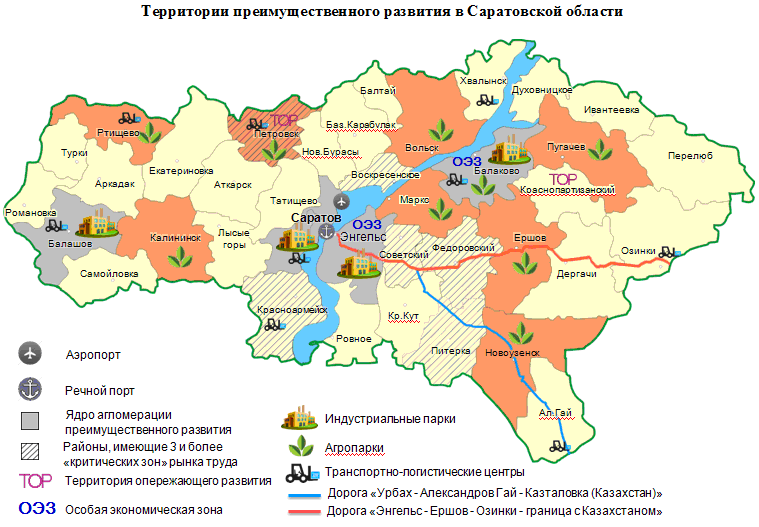 Территории преимущественного развития в Саратовской области
Хвалынск
Духовницкое
Балтай
Ивантеевка
Ртищево
ТОР
Петровск
Баз.Карабулак
Вольск
Пугачев
Турки
Нов.Бурасы
ОЭЗ
Балаково
Перелюб
Екатериновка
Воскресенское
ТОР
Аркадак
Аткарск
Краснопартизанский
Татищево
Маркс
Романовка
Саратов
ОЭЗ
Балашов
Калининск
Лысые
горы
Энгельс
Федоровский
Ершов
Озинки
Советский
Самойловка
Дергачи
Красноармейск
Кр.Кут
Ровное
Питерка
Новоузенск
Ал.Гай
Аэропорт
Речной порт
Ядро агломерации
преимущественного развития
Районы, имеющие 3 и более
«критических зон» рынка труда
ТОР Территория опережающего развития
ОЭЗ Особая экономическая зона
Индустриальные парки
Агропарки
Транспортно-логистические центры
Дорога «Урбах - Александров Гай - Казталовка (Казахстан)»
Дорога «Энгельс - Ершов - Озинки - граница с Казахстаном»